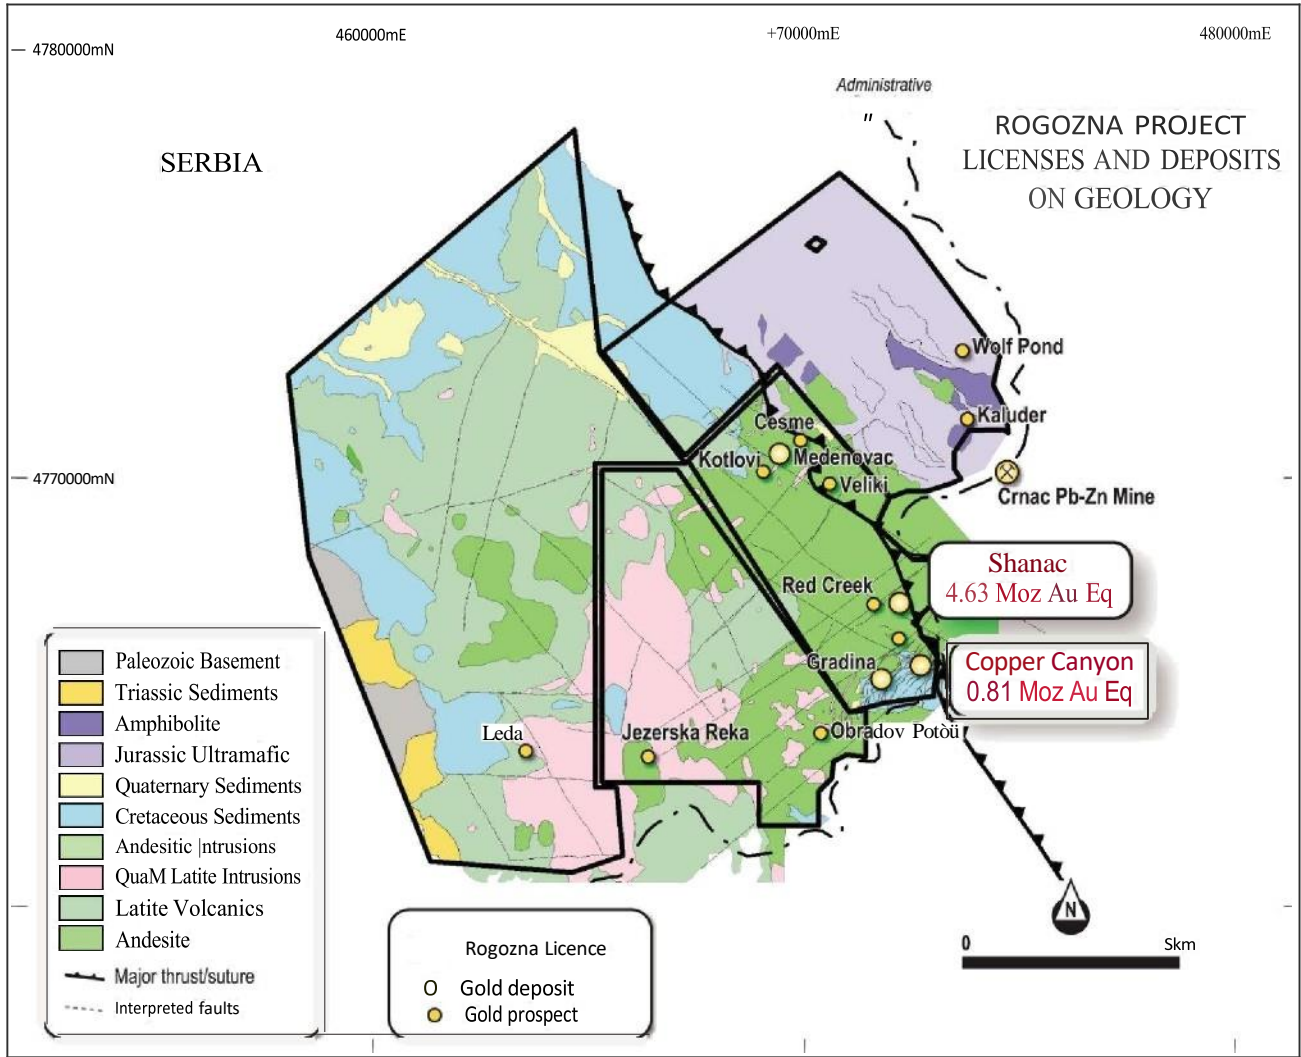 460000mE
+70000mE
480000mE
4780000mN
Administrative
"
ROGOZNA PROJECT
LICENSES AND DEPOSITS
ON GEOLOGY
SERBIA
Wolf Pond
Kaluder
Cesme
Kotlovi
Medenovac
4770000mN
Veliki
Crnac Pb-Zn Mine
Shanac
4.63 Moz Au Eq
Red Creek
Gradina
Copper Canyon
0.81 Moz Au Eq
Leda
Jezerska Reka
Obradov Potòü
Paleozoic Basement
Triassic Sediments
Amphibolite
Jurassic Ultramafic
Quaternary Sediments
Cretaceous Sediments
Andesitic |ntrusions
QuaM Latite Intrusions
Latite Volcanics
Andesite
Major thrust/suture
Interpreted faults
Rogozna Licence
O Gold deposit
Gold prospect
N
0 Skm